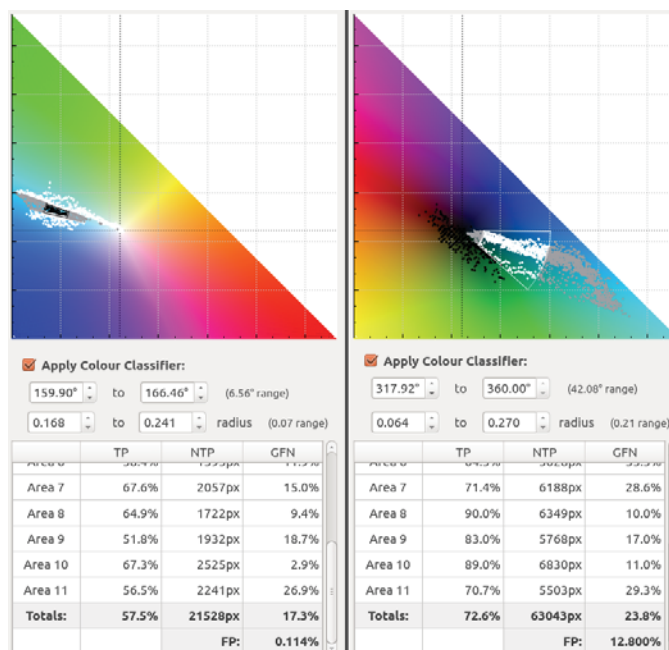 Apply Colour Classifier:
159.90° to 166.46° (6.56° range)
0.168 to 0.241 radius (0.07 range)
TP NTP GFN
Area 7 67.6% 2057px 15.0%
Area 8 64.9% 1722px 9.4%
Area 9 51.8% 1932px 18.7%
Area 10 67.3% 2525px 2.9%
Area 11 56.5% 2241px 26.9%
Totals: 57.5% 21528px 17.3%
FP: 0.114%
Apply Colour Classifier:
317.92° to 360.00° (42.08° range)
0.064 to 0.270 radius (0.21 range)
TP NTP GFN
Area 7 71.4% 6188px 28.6%
Area 8 90.0% 6349px 10.0%
Area 9 83.0% 5768px 17.0%
Area 10 89.0% 6830px 11.0%
Area 11 70.7% 5503px 29.3%
Totals: 72.6% 63043px 23.8%
FP: 12.800%